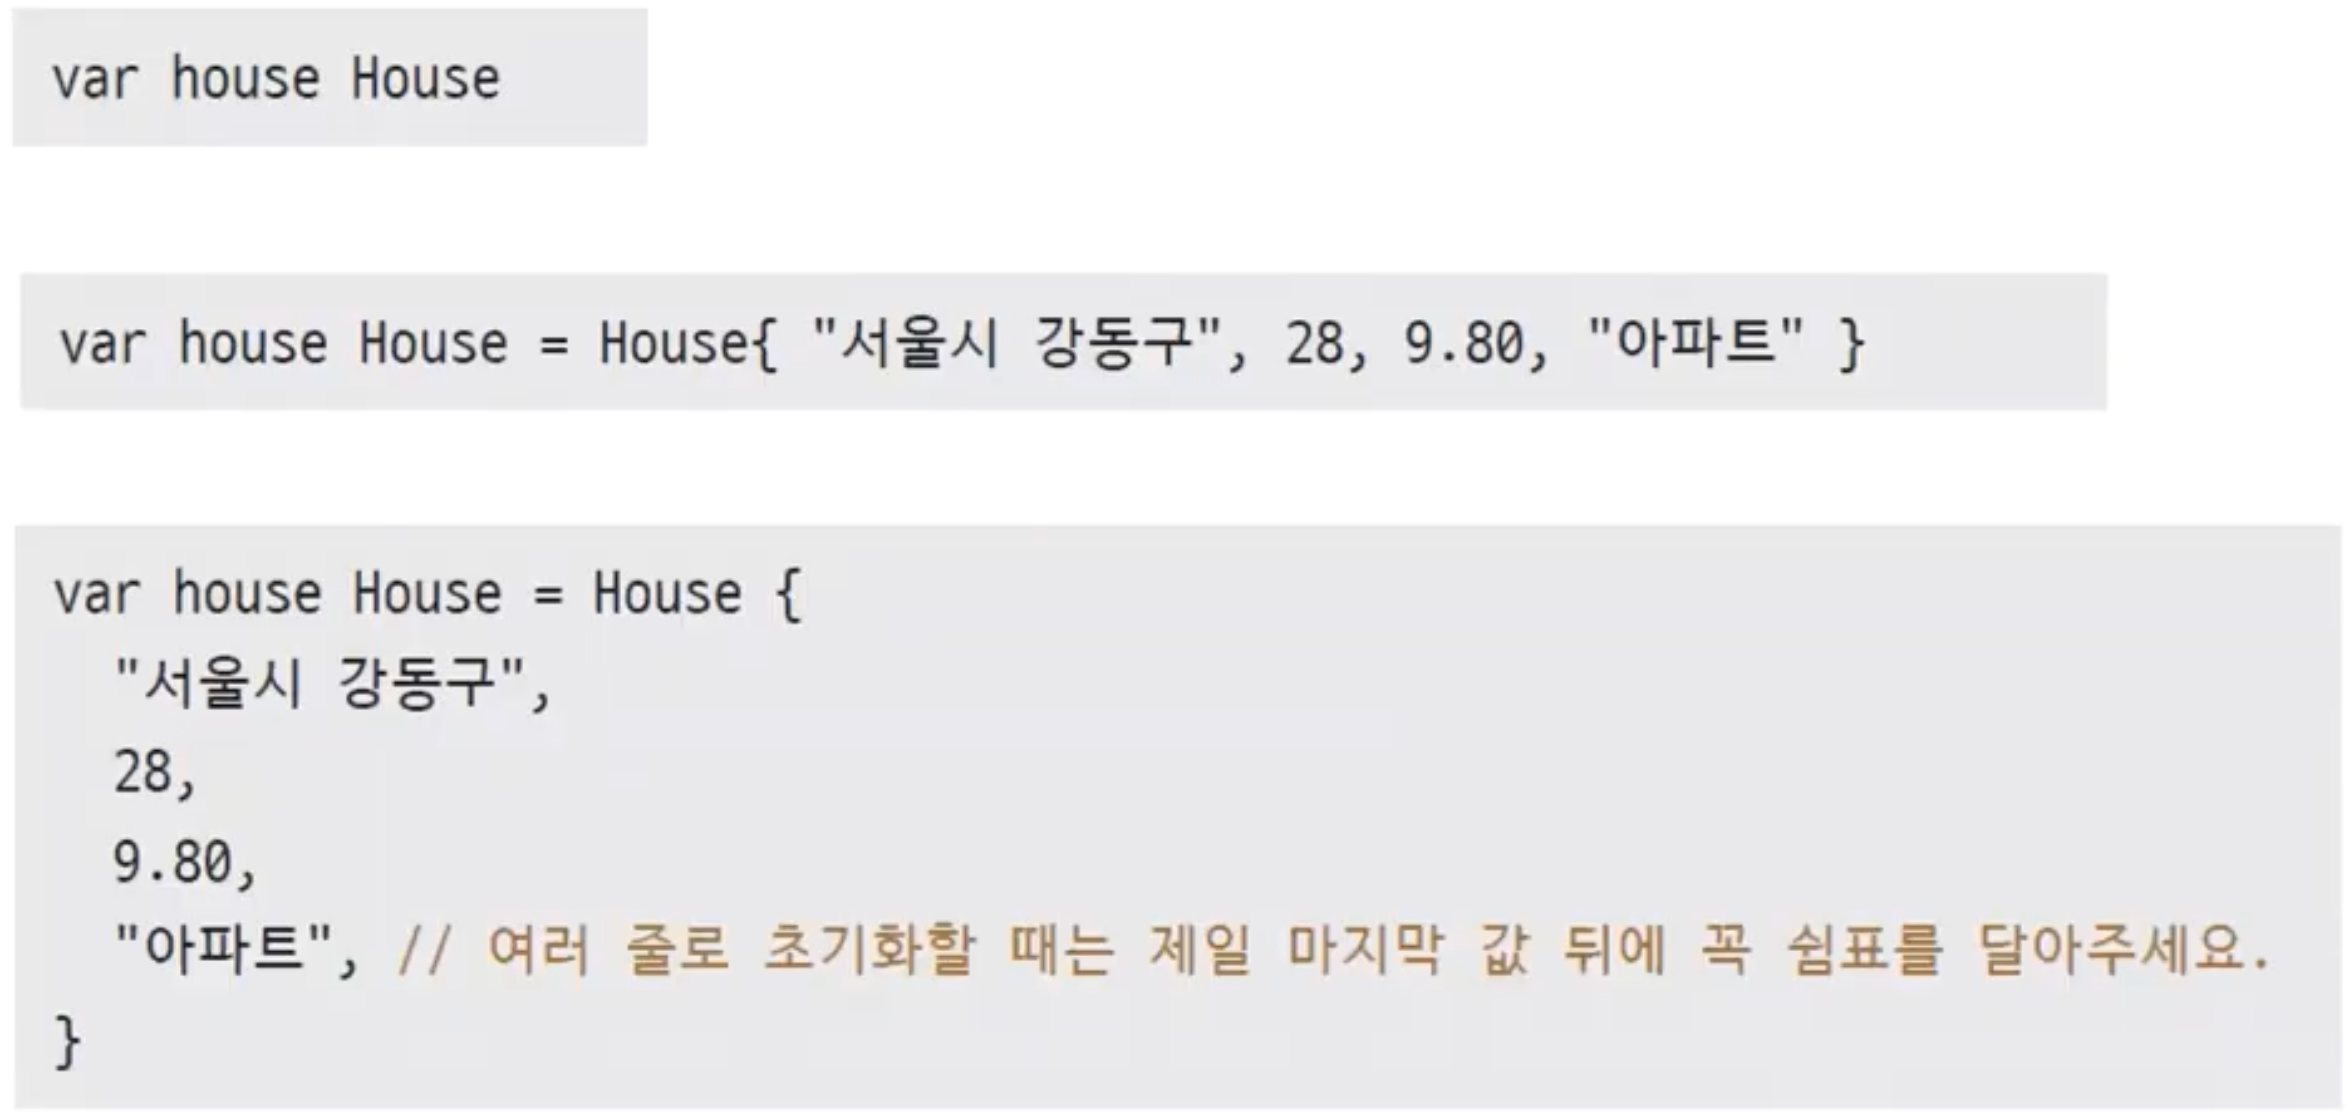 var house House
var house House = House{ "서울시 강동구", 28, 9.80, "아파트" }
var house House = House {
"서울시 강동구",
28,
9.80,
"아파트", // 여러 줄로 초기화할 때는 제일 마지막 값 뒤에 꼭 쉼표를 달아주세요.
}